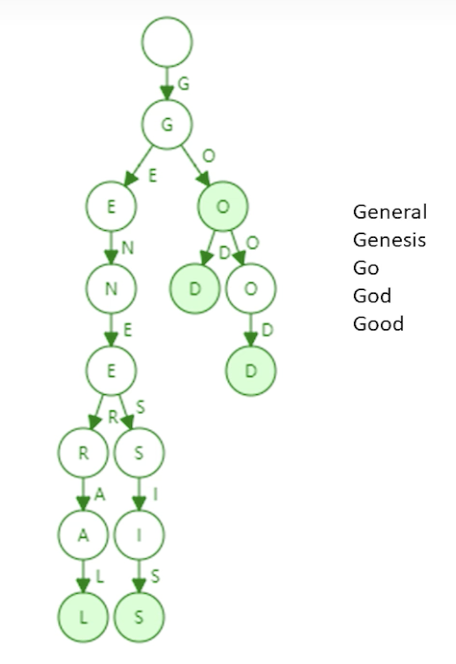 G
G
E O
E O
N D O
N D O
E D
E D
R S
R S
A I
A I
L S
L S
General
Genesis
Go
God
Good